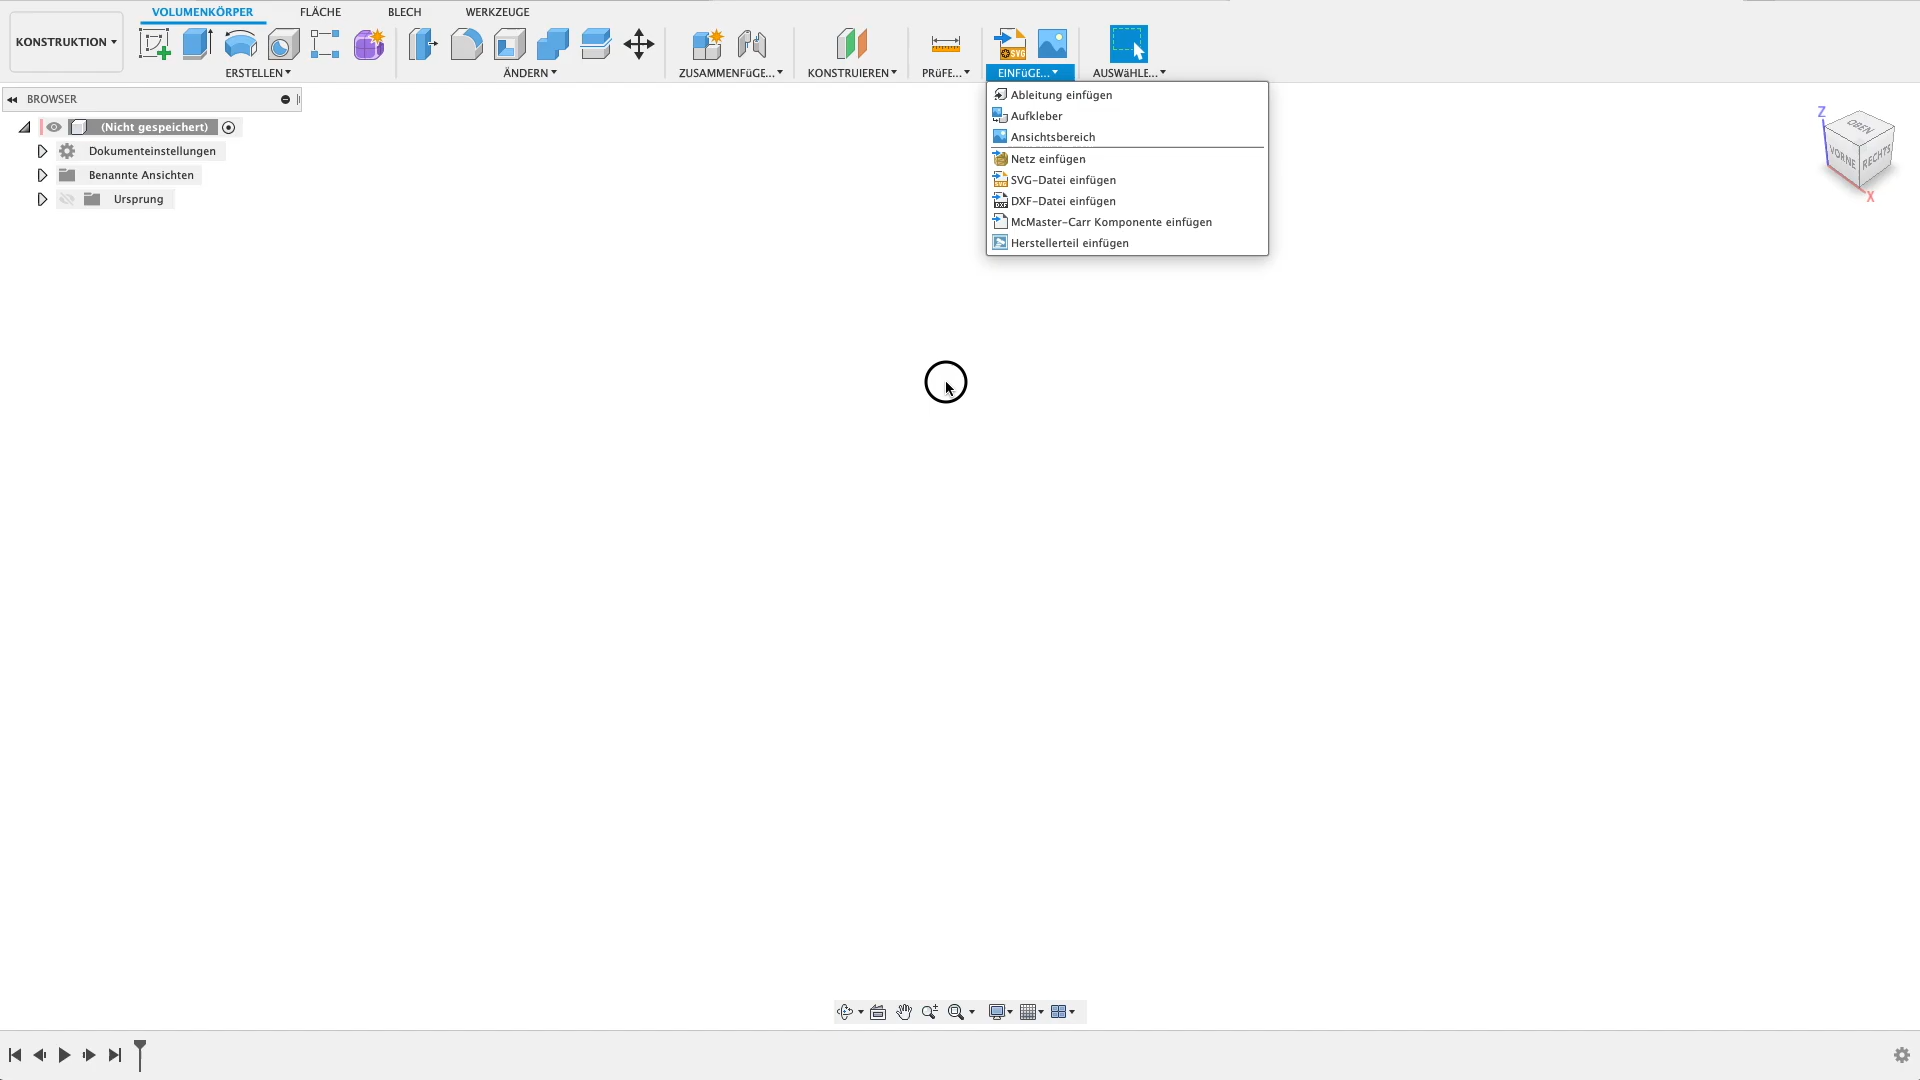 VOLUMENKÖRPER FLÄCHE BLECH WERKZEUGE
KONSTRUKTION
SVG
ERSTELLEN ÄNDERN ZUSAMMENFüGE... KONSTRUIEREN PRüFE... EINFüGE... AUSWäHLE...
BROWSER
(Nicht gespeichert)
Dokumenteinstellungen
Benannte Ansichten
Ursprung
Ableitung einfügen
Aufkleber
Ansichtsbereich
Netz einfügen
SVG-Datei einfügen
DXF-Datei einfügen
McMaster-Carr Komponente einfügen
Herstellerteil einfügen
Z
OBEN
VORNE RECHTS
X